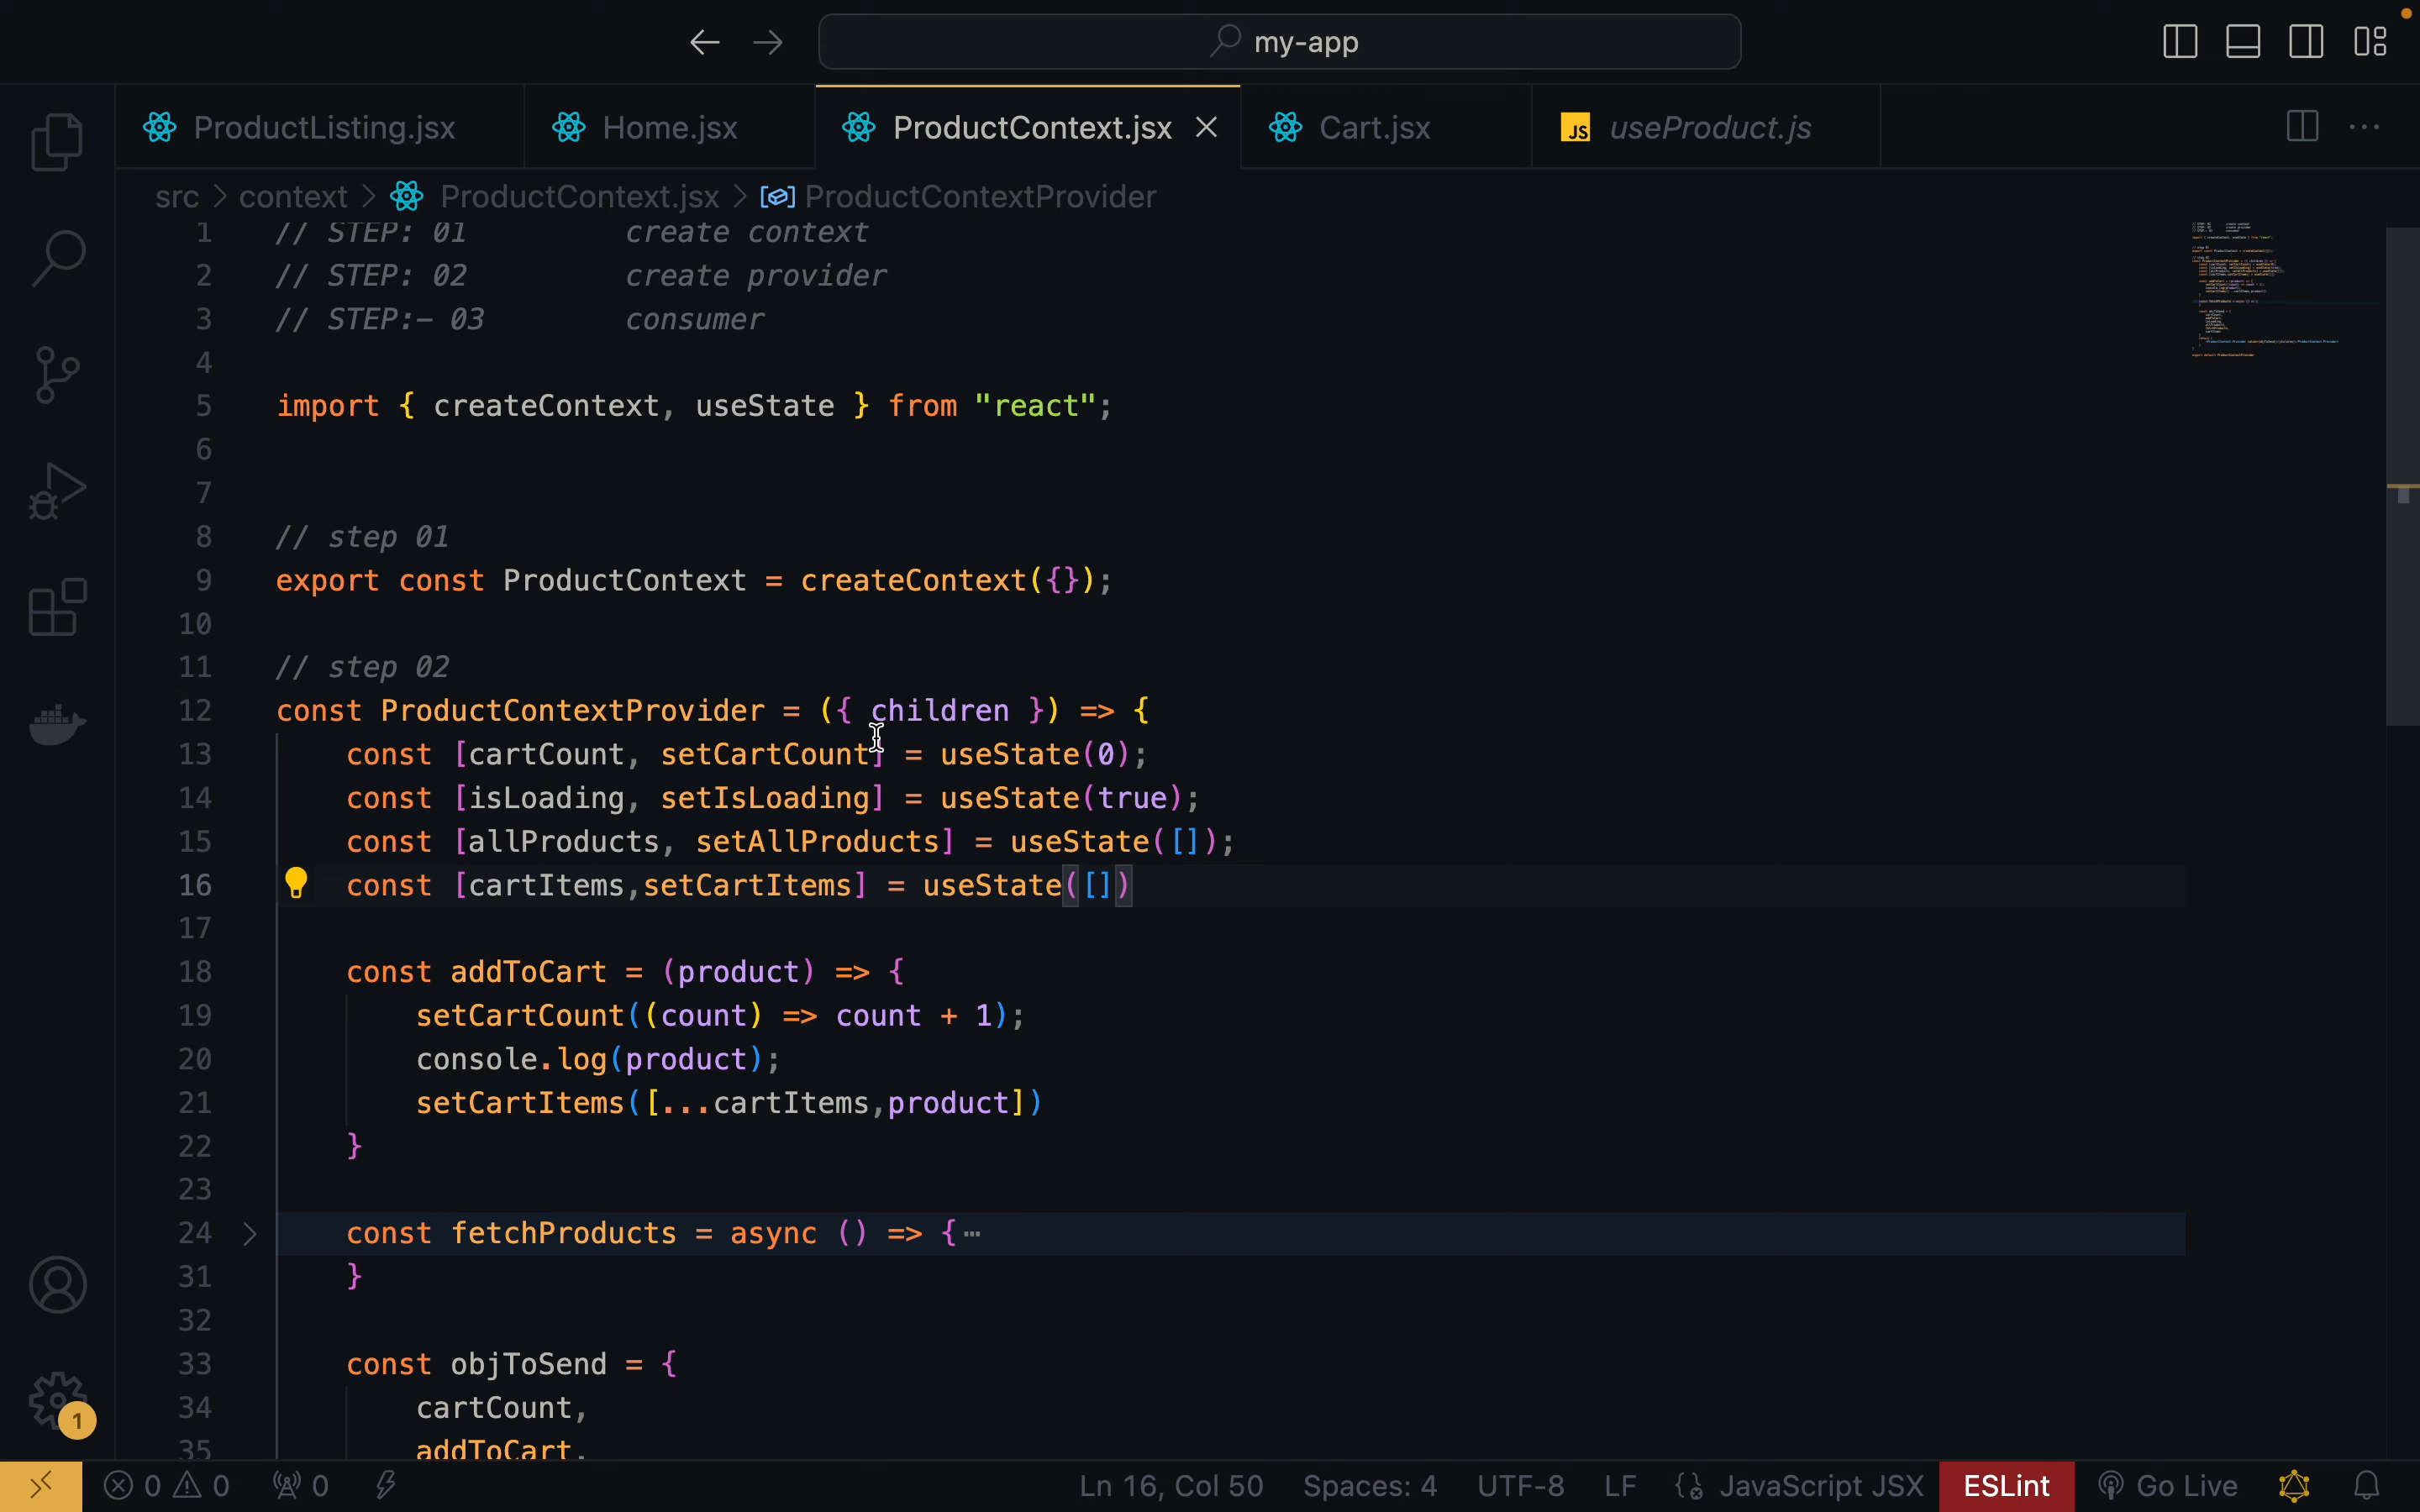 my-app
ProductListing.jsx Home.jsx ProductContext.jsx Cart.jsx JS useProduct.js
src > context > ProductContext.jsx > ProductContextProvider
1 // STEP: 01 create context
2 // STEP: 02 create provider
3 // STEP:- 03 consumer
4
5 import { createContext, useState } from "react";
6
7
8 // step 01
9 export const ProductContext = createContext({});
10
11 // step 02
12 const ProductContextProvider = ({ children }) => {
13 const [cartCount, setCartCount] = useState(0);
14 const [isLoading, setIsLoading] = useState(true);
15 const [allProducts, setAllProducts] = useState([]);
16 const [cartItems,setCartItems] = useState([])
17
18 const addToCart = (product) => {
19 setCartCount((count) => count + 1);
20 console.log(product);
21 setCartItems([...cartItems,product])
22 }
23
24 const fetchProducts = async () => {⋯
31 }
32
33 const objToSend = {
34 cartCount,
35 addToCart,
1
0 0 0 Ln 16, Col 50 Spaces: 4 UTF-8 LF JavaScript JSX ESLint Go Live